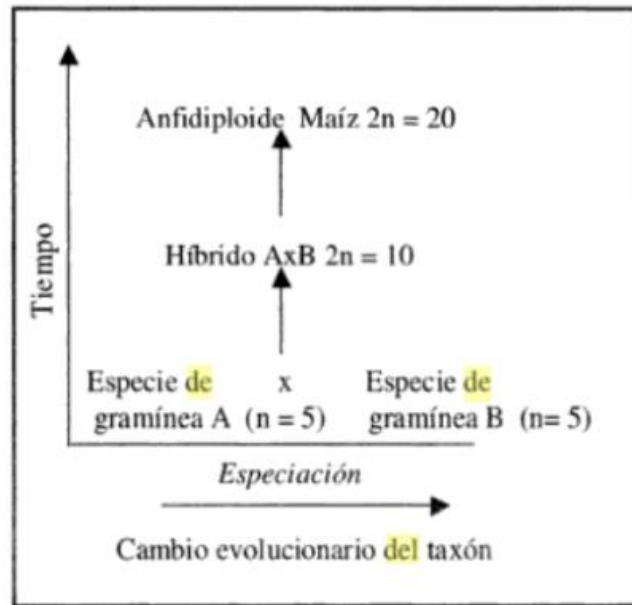 Anfidiploide Maíz 2n = 20
Híbrido AxB 2n = 10
Tiempo
Especie de x Especie de
gramínea A (n = 5) gramínea B (n= 5)
Especiación
Cambio evolucionario del taxón